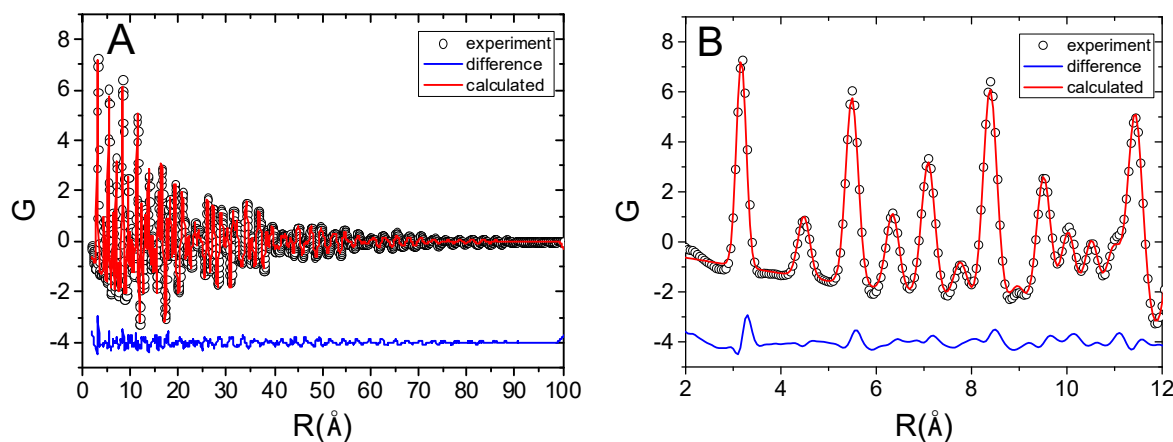 A
experiment
difference
calculated
G
8
6
4
2
0
-2
-4
0 10 20 30 40 50 60 70 80 90 100
R(Å)
B
experiment
difference
calculated
G
8
6
4
2
0
-2
-4
2 4 6 8 10 12
R(Å)